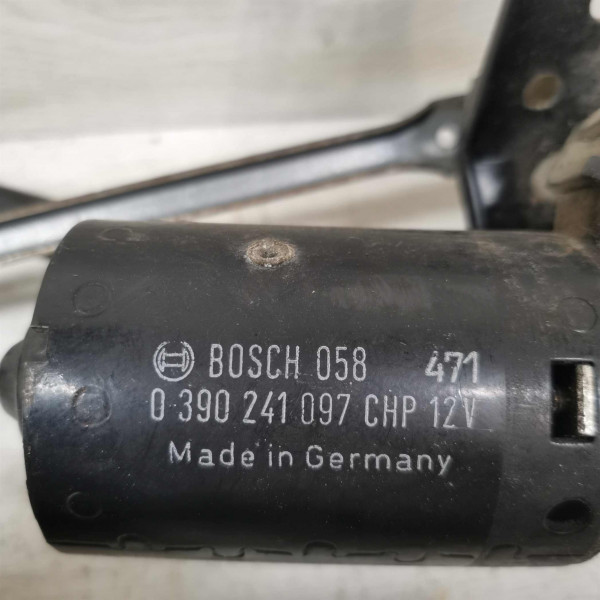 BOSCH 058 471
0 390 241 097 CHP 12V
Made in Germany